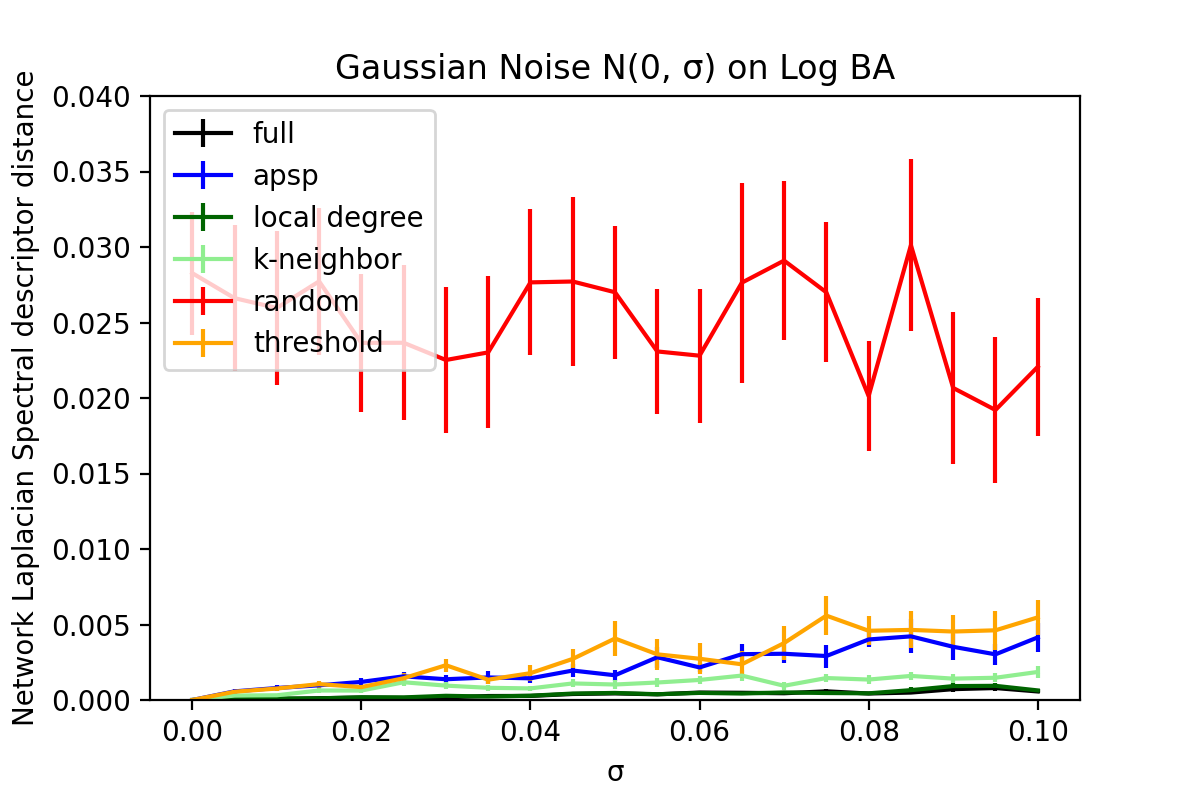 Gaussian Noise N(0, σ) on Log BA
Network Laplacian Spectral descriptor distance
0.040
0.035
0.030
0.025
0.020
0.015
0.010
0.005
0.000
full
apsp
local degree
k-neighbor
random
threshold
0.00 0.02 0.04 0.06 0.08 0.10
σ